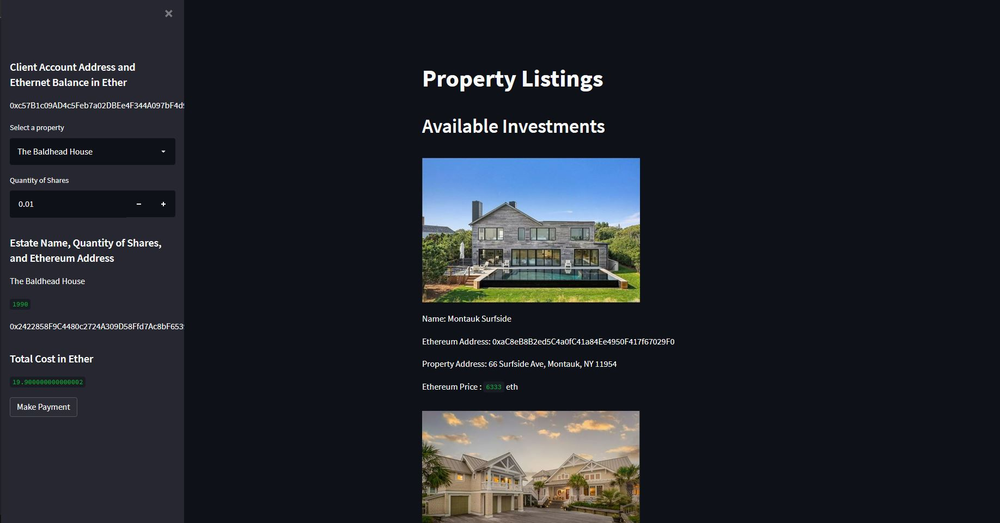 Client Account Address and
Ethernet Balance in Ether
0xc57B1c09AD4c5Feb7a02DBEe4F344A097bF4d
Select a property
The Baldhead House
Quantity of Shares
0.01
Estate Name, Quantity of Shares,
and Ethereum Address
The Baldhead House
1990
0x2422858F9C4480c2724A309D58Ffd7Ac8bF653
Total Cost in Ether
19.900000000000002
Make Payment
Property Listings
Available Investments
Name: Montauk Surfside
Ethereum Address: 0xaC8eB8B2ed5C4a0fC41a84Ee4950F417f67029F0
Property Address: 66 Surfside Ave, Montauk, NY 11954
Ethereum Price : 6333 eth